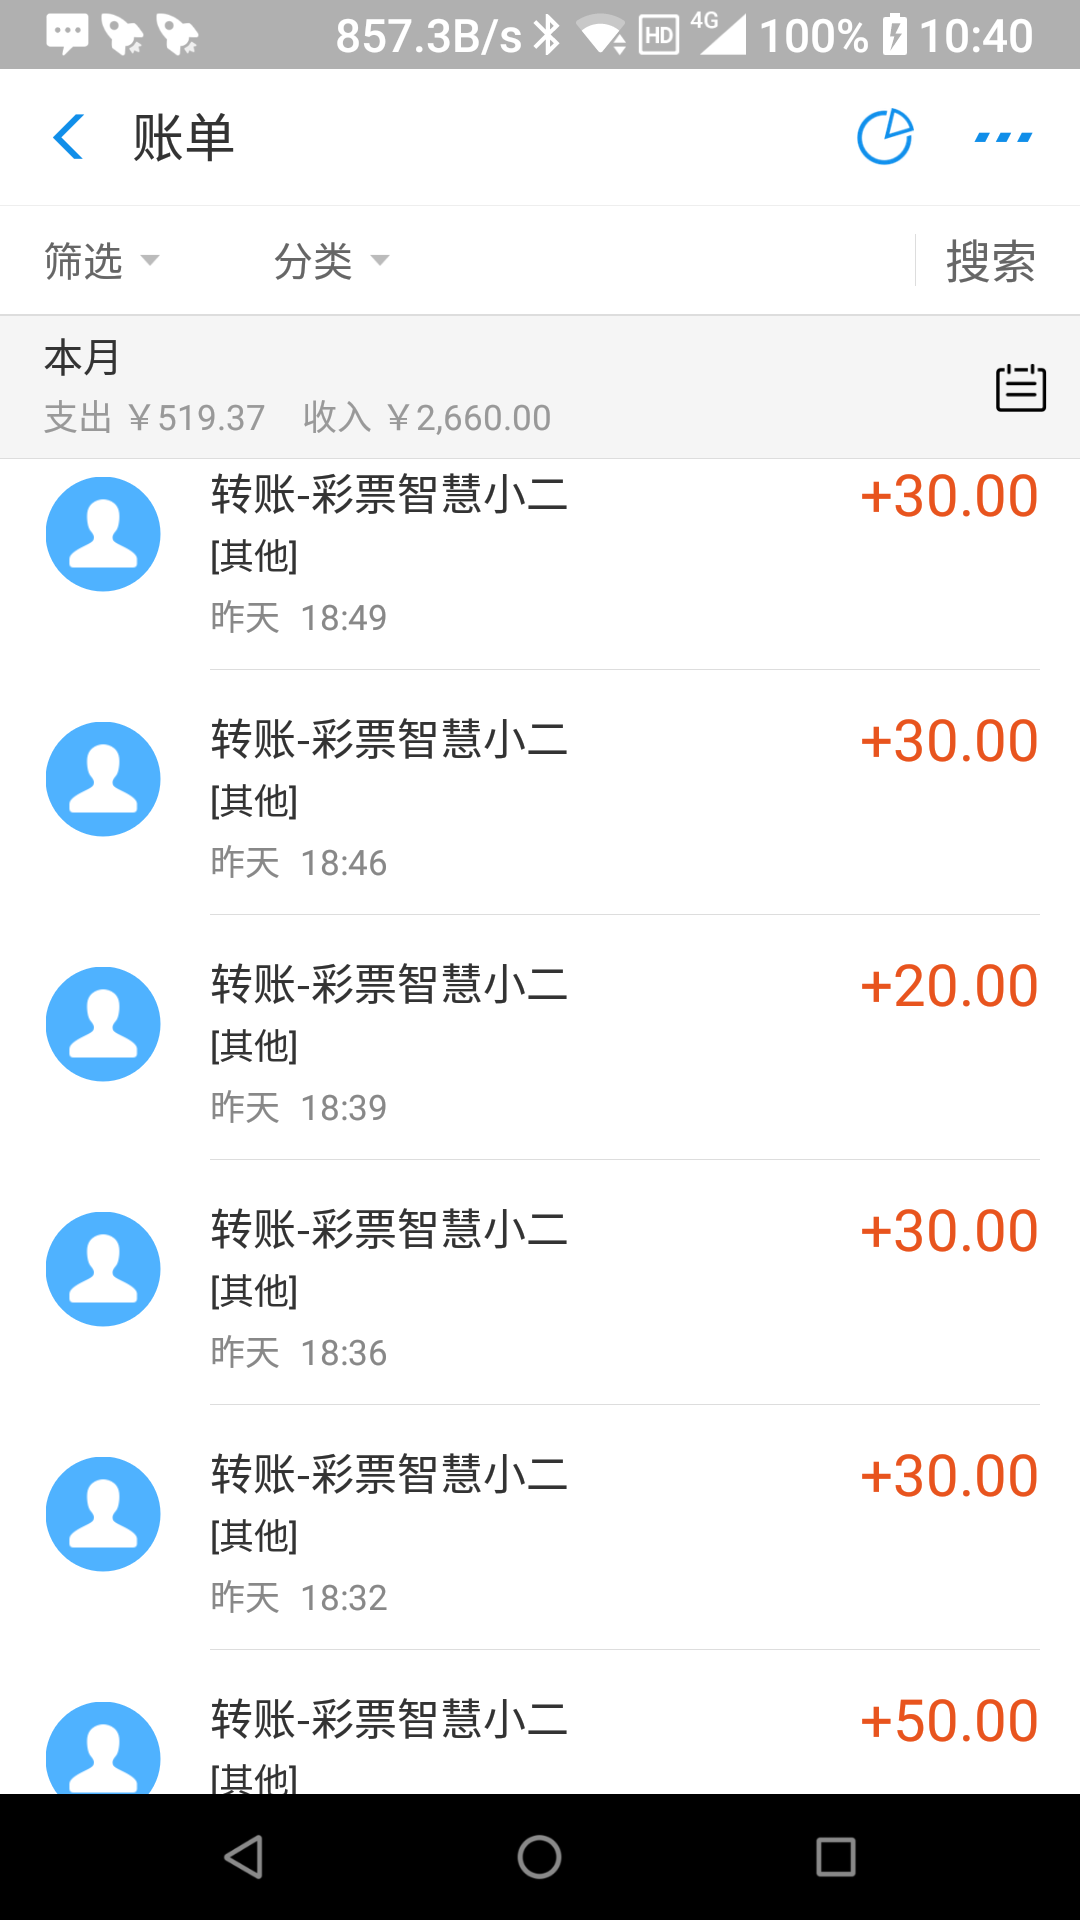 857.3B/s HD 4G 100% 10:40
账单
筛选 分类 搜索
本月
支出 ￥519.37 收入 ￥2,660.00
转账-彩票智慧小二 +30.00
[其他]
昨天 18:49
转账-彩票智慧小二 +30.00
[其他]
昨天 18:46
转账-彩票智慧小二 +20.00
[其他]
昨天 18:39
转账-彩票智慧小二 +30.00
[其他]
昨天 18:36
转账-彩票智慧小二 +30.00
[其他]
昨天 18:32
转账-彩票智慧小二 +50.00
[其他]